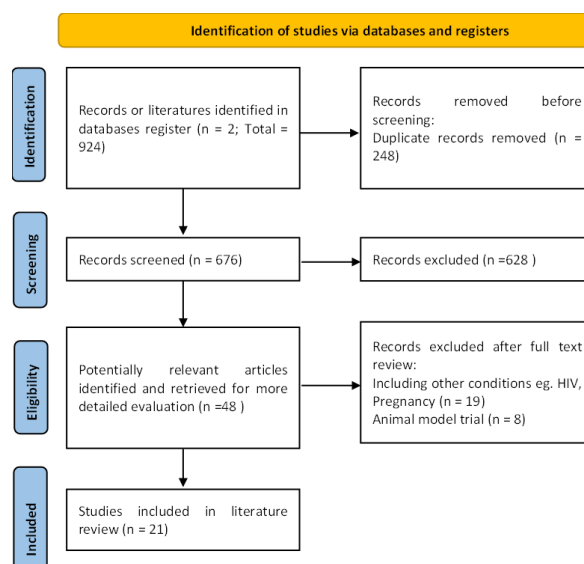 Identification of studies via databases and registers
Identification
Records or literatures identified in
databases register (n = 2; Total =
924)
Records removed before
screening:
Duplicate records removed (n =
248)
Screening
Records screened (n = 676)
Records excluded (n =628 )
Eligibility
Potentially relevant articles
identified and retrieved for more
detailed evaluation (n =48 )
Records excluded after full text
review:
Including other conditions eg. HIV,
Pregnancy (n = 19)
Animal model trial (n = 8)
Included
Studies included in literature
review (n = 21)